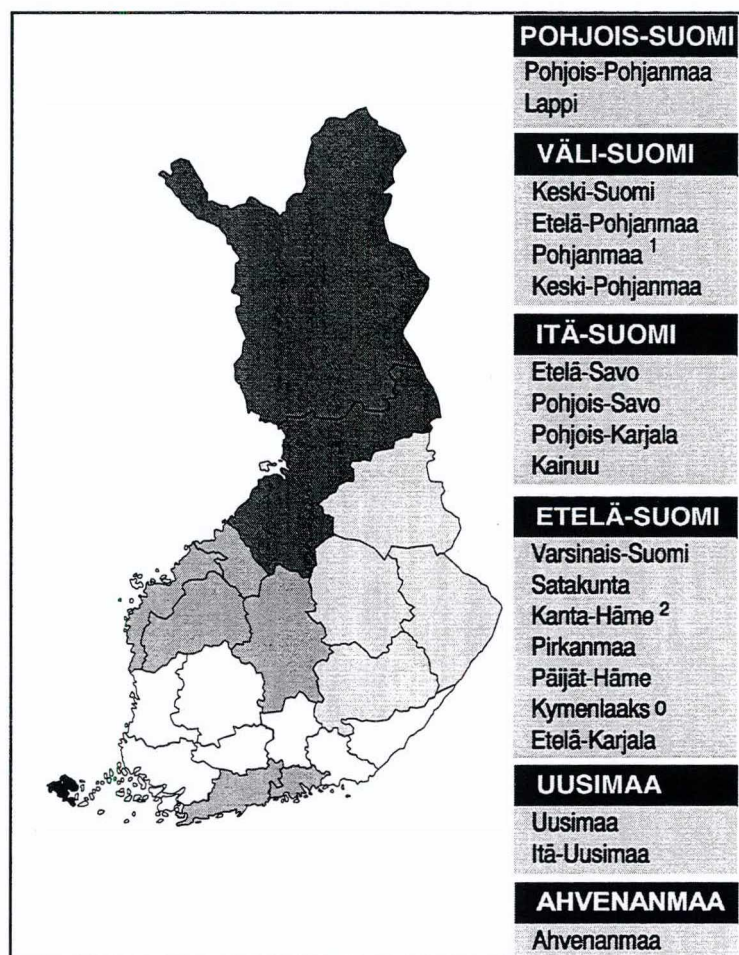 POHJOIS-SUOMI
Pohjois-Pohjanmaa
Lappi
VÄLI-SUOMI
Keski-Suomi
Etelä-Pohjanmaa
Pohjanmaa ¹
Keski-Pohjanmaa
ITÄ-SUOMI
Etelä-Savo
Pohjois-Savo
Pohjois-Karjala
Kainuu
ETELÄ-SUOMI
Varsinais-Suomi
Satakunta
Kanta-Häme ²
Pirkanmaa
Päijät-Häme
Kymenlaakso
Etelä-Karjala
UUSIMAA
Uusimaa
Itä-Uusimaa
AHVENANMAA
Ahvenanmaa